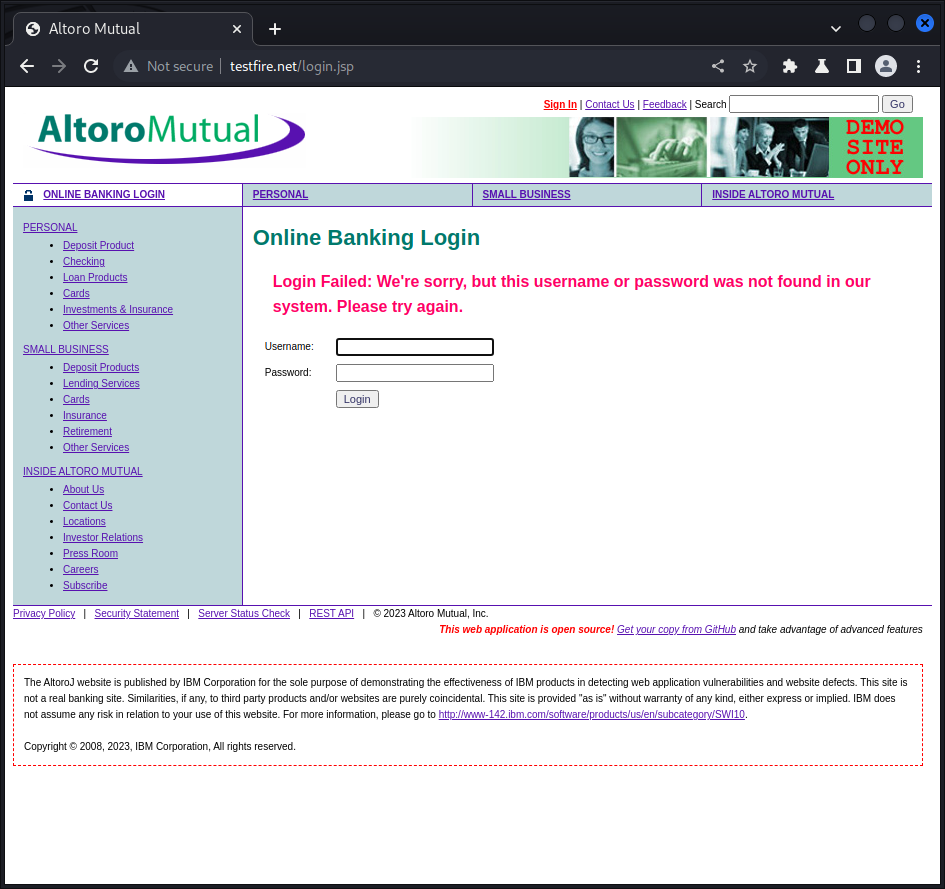 Altoro Mutual
Not secure | testfire.net/login.jsp
Sign In | Contact Us | Feedback | Search Go
AltoroMutual
DEMO
SITE
ONLY
ONLINE BANKING LOGIN PERSONAL SMALL BUSINESS INSIDE ALTORO MUTUAL
PERSONAL
Deposit Product
Checking
Loan Products
Cards
Investments & Insurance
Other Services
SMALL BUSINESS
Deposit Products
Lending Services
Cards
Insurance
Retirement
Other Services
INSIDE ALTORO MUTUAL
About Us
Contact Us
Locations
Investor Relations
Press Room
Careers
Subscribe
Online Banking Login
Login Failed: We're sorry, but this username or password was not found in our
system. Please try again.
Username:
Password:
Login
Privacy Policy | Security Statement | Server Status Check | REST API | © 2023 Altoro Mutual, Inc.
This web application is open source! Get your copy from GitHub and take advantage of advanced features
The AltoroJ website is published by IBM Corporation for the sole purpose of demonstrating the effectiveness of IBM products in detecting web application vulnerabilities and website defects. This site is
not a real banking site. Similarities, if any, to third party products and/or websites are purely coincidental. This site is provided "as is" without warranty of any kind, either express or implied. IBM does
not assume any risk in relation to your use of this website. For more information, please go to http://www-142.ibm.com/software/products/us/en/subcategory/SWI10.
Copyright © 2008, 2023, IBM Corporation, All rights reserved.